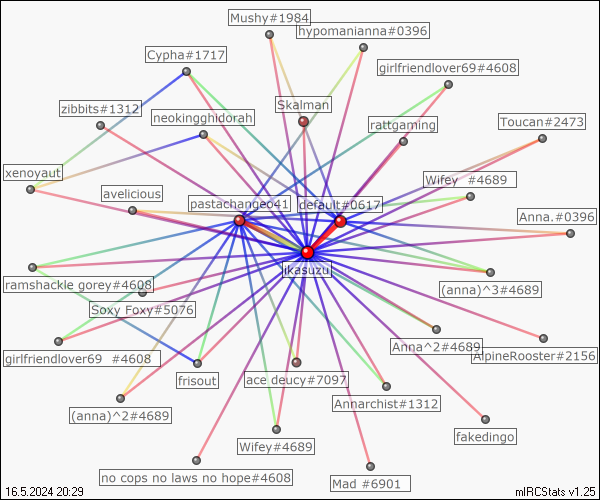 Mushy#1984
hypomanianna#0396
Cypha#1717
girlfriendlover69#4608
zibbits#1312
neokingghidorah
Skalman
Toucan#2473
rattgaming
xenoyaut
Wifey #4689
avelicious
pastachangeo41
default#0617
Anna.#0396
ikasuzu
ramshackle gorey#4608
(anna)^3#4689
Soxy Foxy#5076
Anna^2#4689
girlfriendlover69 #4608
AlpineRooster#2156
frisout
ace deucy#7097
(anna)^2#4689
Annarchist#1312
fakedingo
Wifey#4689
no cops no laws no hope#4608
Mad #6901
16.5.2024 20:29
mIRCStats v1.25